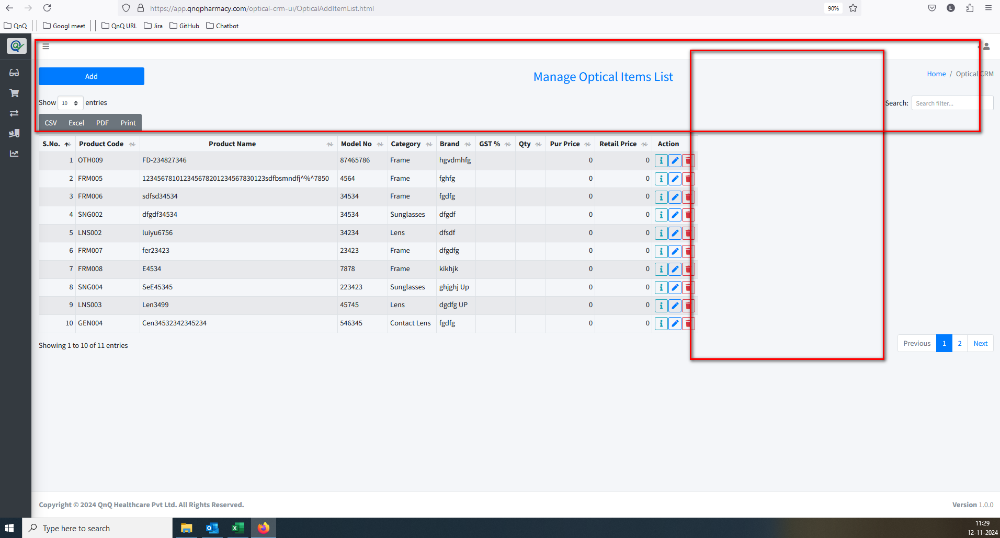 https://app.qnqpharmacy.com/optical-crm-ui/OpticalAddItemList.html
90%
L
QnQ
Googl meet
QnQ URL
Jira
GitHub
Chatbot
Add
Manage Optical Items List
Home / Optical CRM
Show 10 entries
Search: Search filter...
CSV Excel PDF Print
S.No. Product Code Product Name Model No Category Brand GST % Qty Pur Price Retail Price Action
1 OTH009 FD-234827346 87465786 Frame hgvdmhfg 0 0
2 FRM005 12345678101234567820123456783012​3sdfbsmndfj^%^7850 4564 Frame fghfg 0 0
3 FRM006 sdfsd34534 34534 Frame fgdfg 0 0
4 SNG002 dfgdf34534 34534 Sunglasses dfgdf 0 0
5 LNS002 luiyu6756 34234 Lens dfsdf 0 0
6 FRM007 fer23423 23423 Frame dfgdfg 0 0
7 FRM008 E4534 7878 Frame kikhjk 0 0
8 SNG004 SeE45345 223423 Sunglasses ghjghj Up 0 0
9 LNS003 Len3499 45745 Lens dgdfg UP 0 0
10 GEN004 Cen34532342345234 546345 Contact Lens fgdfg 0 0
Showing 1 to 10 of 11 entries
Previous 1 2 Next
Copyright © 2024 QnQ Healthcare Pvt Ltd. All Rights Reserved.
Version 1.0.0
Type here to search
11:29
12-11-2024